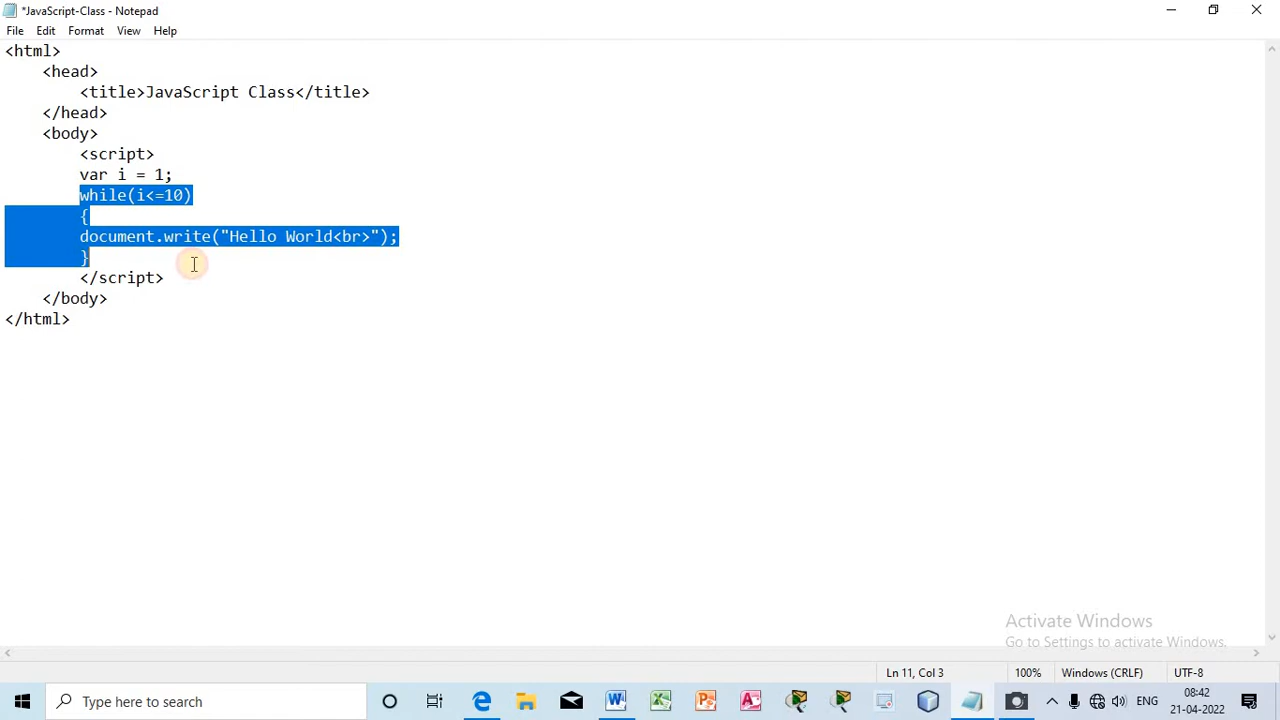 *JavaScript-Class - Notepad
File Edit Format View Help
<html>
<head>
<title>JavaScript Class</title>
</head>
<body>
<script>
var i = 1;
while(i<=10)
{
document.write("Hello World<br>");
}
</script>
</body>
</html>
Activate Windows
Go to Settings to activate Windows.
Ln 11, Col 3 100% Windows (CRLF) UTF-8
Type here to search
ENG
08:42
21-04-2022